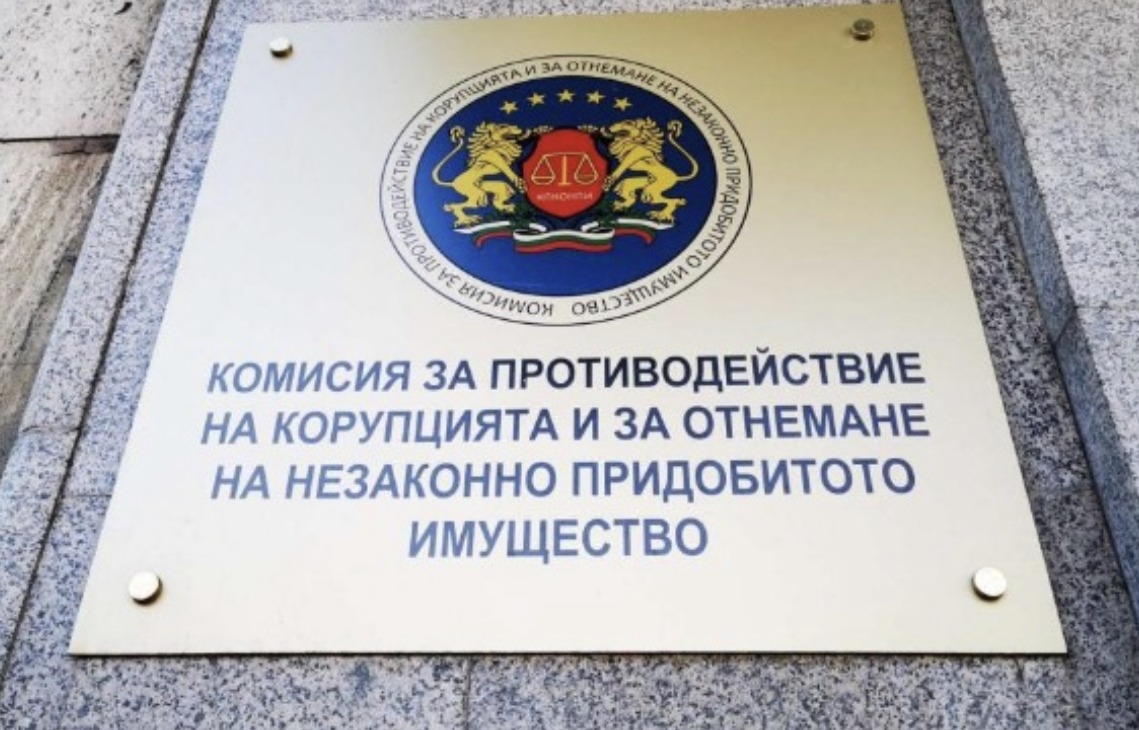 КОМИСИЯ ЗА ПРОТИВОДЕЙСТВИЕ НА КОРУПЦИЯТА И ЗА ОТНЕМАНЕ НА НЕЗАКОННО ПРИДОБИТОТО ИМУЩЕСТВО
КПКОНПИ
КОМИСИЯ ЗА ПРОТИВОДЕЙСТВИЕ
НА КОРУПЦИЯТА И ЗА ОТНЕМАНЕ
НА НЕЗАКОННО ПРИДОБИТОТО
ИМУЩЕСТВО